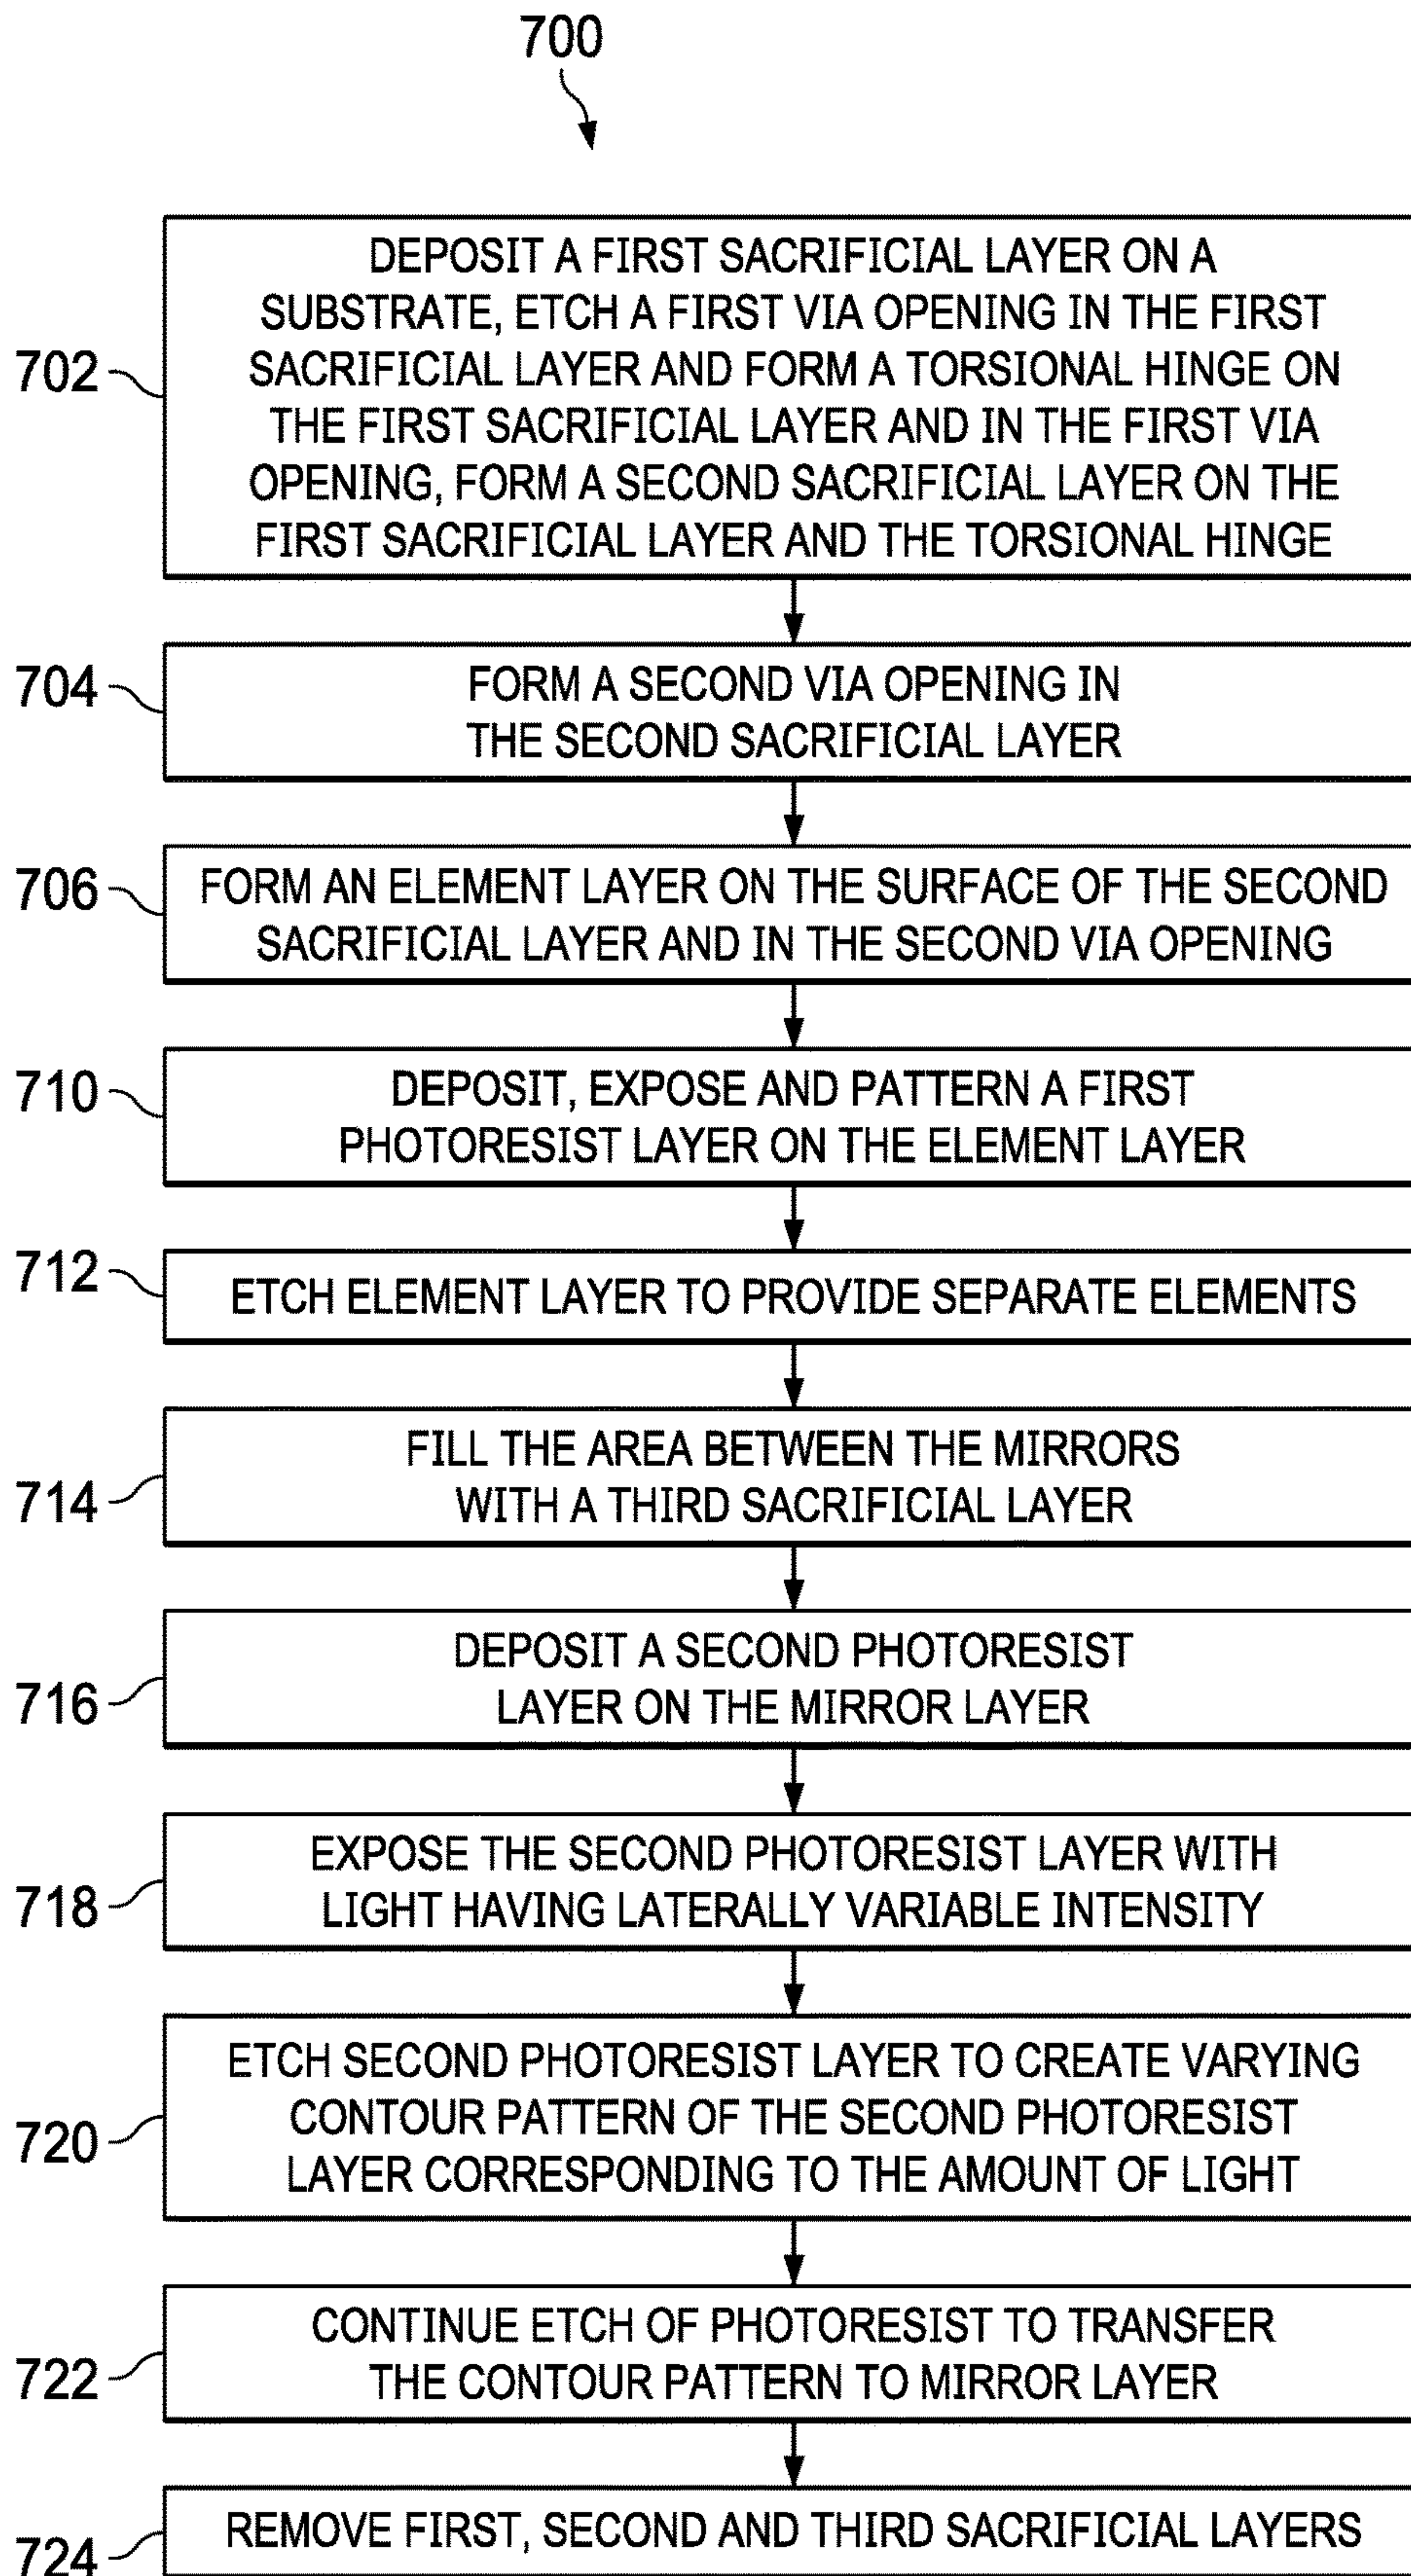 700
702
DEPOSIT A FIRST SACRIFICIAL LAYER ON A
SUBSTRATE, ETCH A FIRST VIA OPENING IN THE FIRST
SACRIFICIAL LAYER AND FORM A TORSIONAL HINGE ON
THE FIRST SACRIFICIAL LAYER AND IN THE FIRST VIA
OPENING, FORM A SECOND SACRIFICIAL LAYER ON THE
FIRST SACRIFICIAL LAYER AND THE TORSIONAL HINGE
704
FORM A SECOND VIA OPENING IN
THE SECOND SACRIFICIAL LAYER
706
FORM AN ELEMENT LAYER ON THE SURFACE OF THE SECOND
SACRIFICIAL LAYER AND IN THE SECOND VIA OPENING
710
DEPOSIT, EXPOSE AND PATTERN A FIRST
PHOTORESIST LAYER ON THE ELEMENT LAYER
712
ETCH ELEMENT LAYER TO PROVIDE SEPARATE ELEMENTS
714
FILL THE AREA BETWEEN THE MIRRORS
WITH A THIRD SACRIFICIAL LAYER
716
DEPOSIT A SECOND PHOTORESIST
LAYER ON THE MIRROR LAYER
718
EXPOSE THE SECOND PHOTORESIST LAYER WITH
LIGHT HAVING LATERALLY VARIABLE INTENSITY
720
ETCH SECOND PHOTORESIST LAYER TO CREATE VARYING
CONTOUR PATTERN OF THE SECOND PHOTORESIST
LAYER CORRESPONDING TO THE AMOUNT OF LIGHT
722
CONTINUE ETCH OF PHOTORESIST TO TRANSFER
THE CONTOUR PATTERN TO MIRROR LAYER
724
REMOVE FIRST, SECOND AND THIRD SACRIFICIAL LAYERS